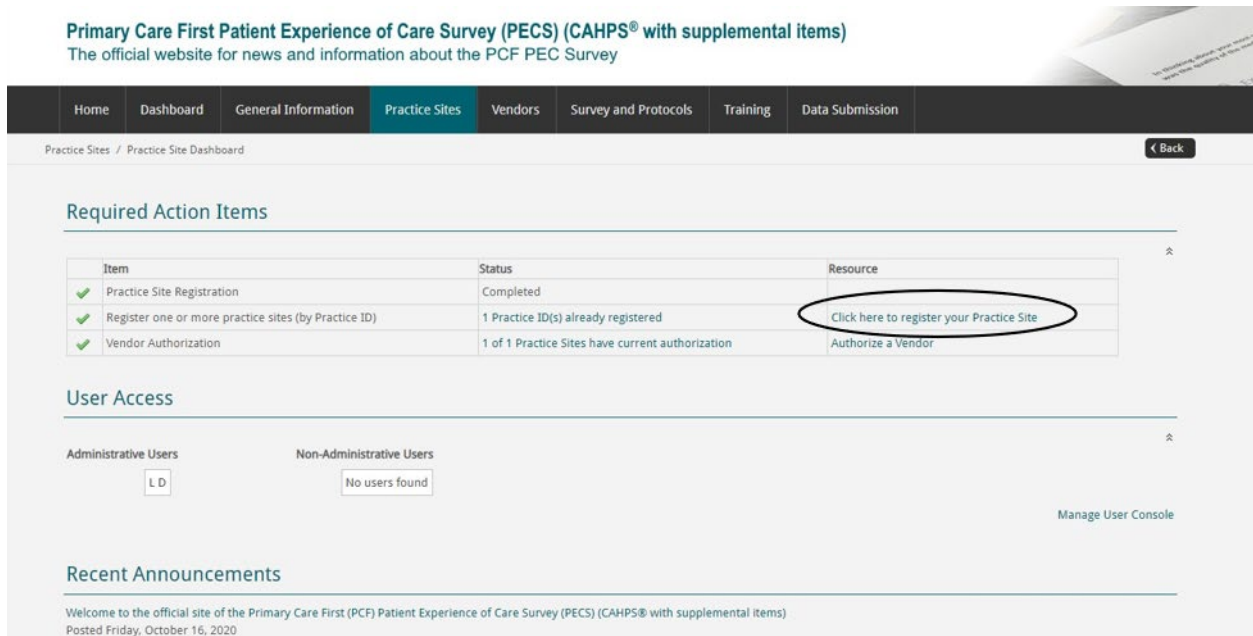 Primary Care First Patient Experience of Care Survey (PECS) (CAHPS® with supplemental items)
The official website for news and information about the PCF PEC Survey
Home Dashboard General Information Practice Sites Vendors Survey and Protocols Training Data Submission
Practice Sites / Practice Site Dashboard
Back
Required Action Items
Item Status Resource
Practice Site Registration Completed
Register one or more practice sites (by Practice ID) 1 Practice ID(s) already registered Click here to register your Practice Site
Vendor Authorization 1 of 1 Practice Sites have current authorization Authorize a Vendor
User Access
Administrative Users Non-Administrative Users
L D No users found
Manage User Console
Recent Announcements
Welcome to the official site of the Primary Care First (PCF) Patient Experience of Care Survey (PECS) (CAHPS® with supplemental items)
Posted Friday, October 16, 2020